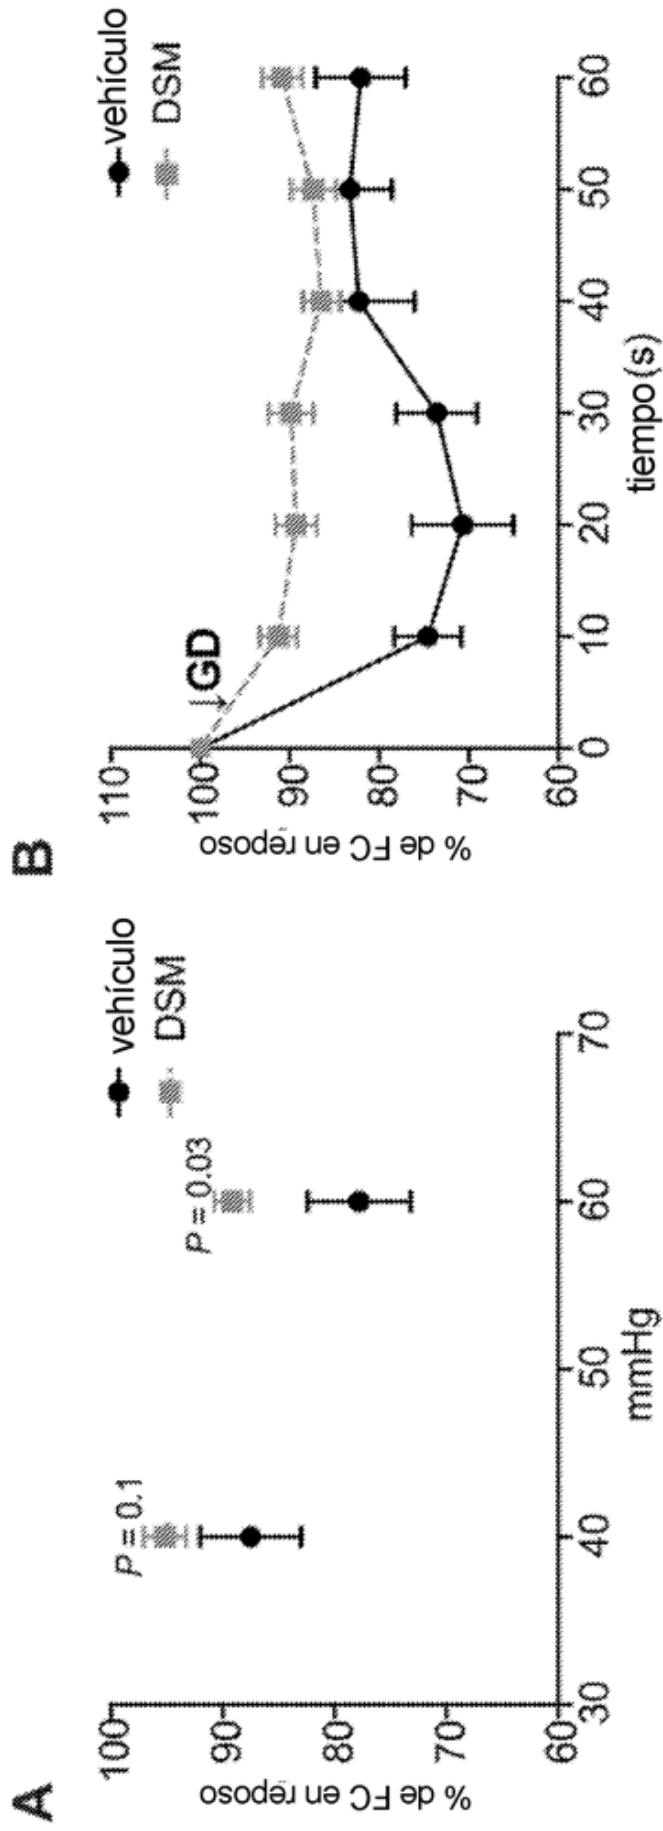 A
vehículo
DSM
P = 0.1
P = 0.03
% de FC en reposo
100
90
80
70
60
30
40
50
60
70
mmHg
B
vehículo
DSM
GD
% de FC en reposo
110
100
90
80
70
60
0
10
20
30
40
50
60
tiempo(s)